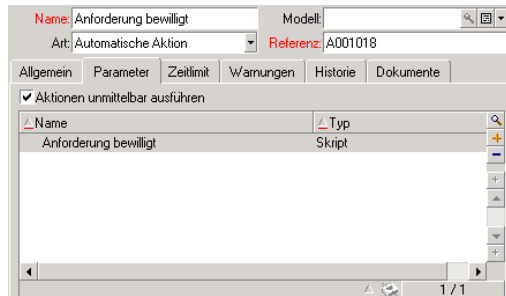 Name: Anforderung bewilligt Modell:
Art: Automatische Aktion Referenz: A001018
Allgemein Parameter Zeitlimit Warnungen Historie Dokumente
Aktionen unmittelbar ausführen
Name Typ
Anforderung bewilligt Skript
1 / 1